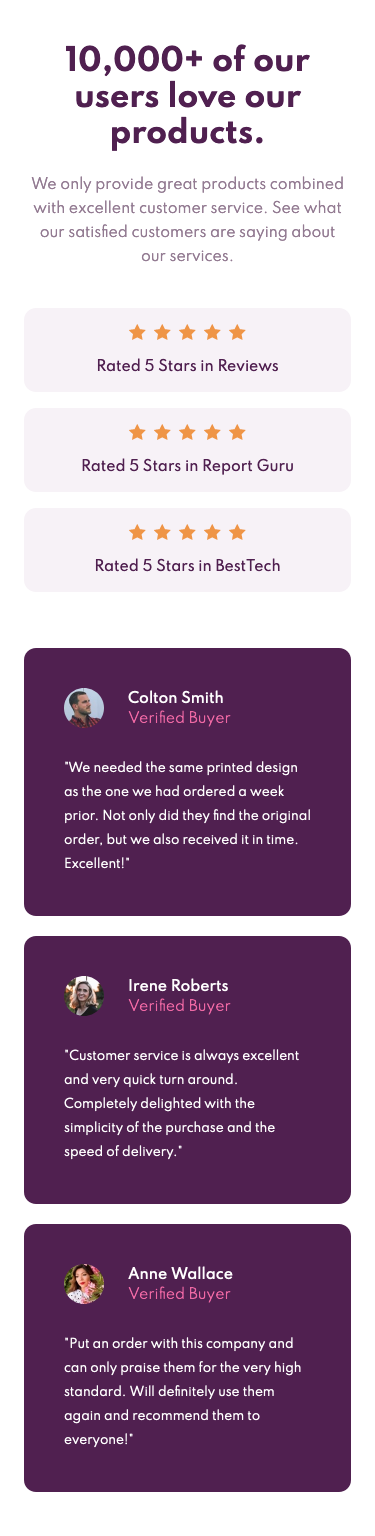 10,000+ of our
users love our
products.
We only provide great products combined
with excellent customer service. See what
our satisfied customers are saying about
our services.
Rated 5 Stars in Reviews
Rated 5 Stars in Report Guru
Rated 5 Stars in BestTech
Colton Smith
Verified Buyer
"We needed the same printed design
as the one we had ordered a week
prior. Not only did they find the original
order, but we also received it in time.
Excellent!"
Irene Roberts
Verified Buyer
"Customer service is always excellent
and very quick turn around.
Completely delighted with the
simplicity of the purchase and the
speed of delivery."
Anne Wallace
Verified Buyer
"Put an order with this company and
can only praise them for the very high
standard. Will definitely use them
again and recommend them to
everyone!"